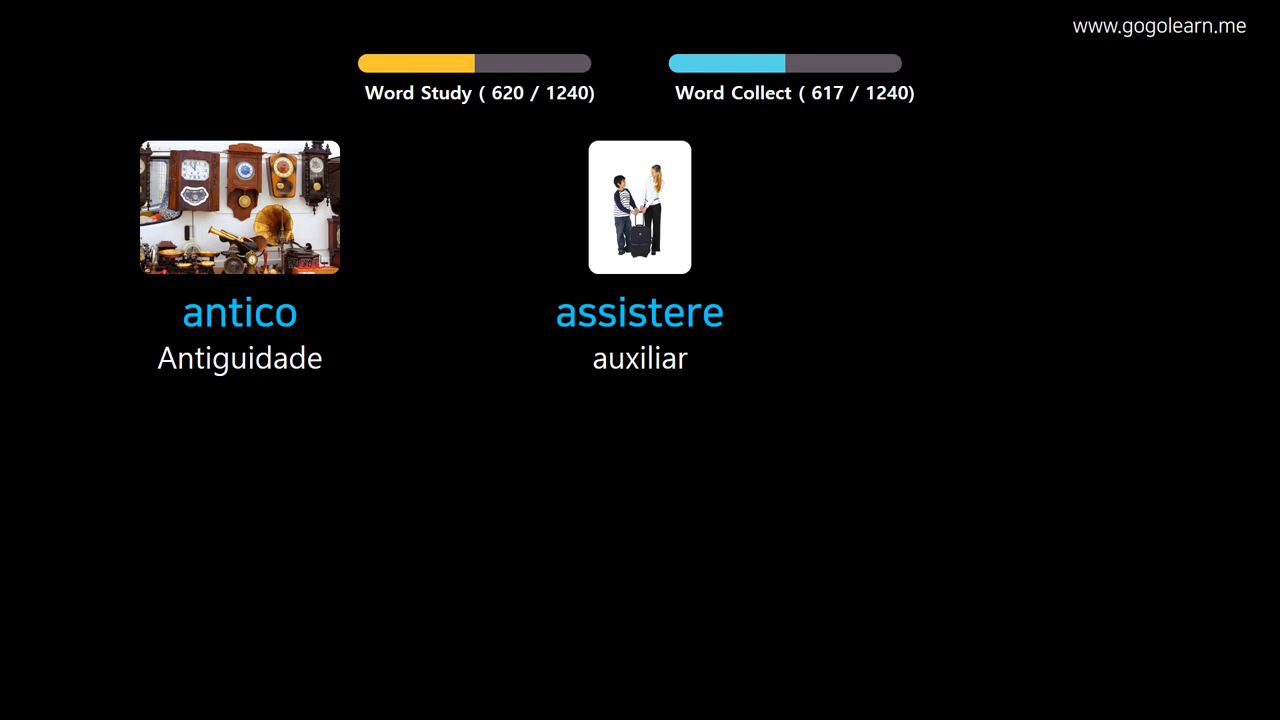 www.gogolearn.me
Word Study ( 620 / 1240)
Word Collect ( 617 / 1240)
antico
Antiguidade
assistere
auxiliar